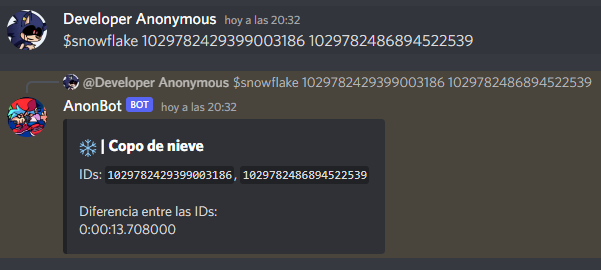 Developer Anonymous hoy a las 20:32
$snowflake 1029782429399003186 1029782486894522539
@Developer Anonymous $snowflake 1029782429399003186 1029782486894522539
AnonBot BOT hoy a las 20:32
| Copo de nieve
IDs: 1029782429399003186, 1029782486894522539
Diferencia entre las IDs:
0:00:13.708000